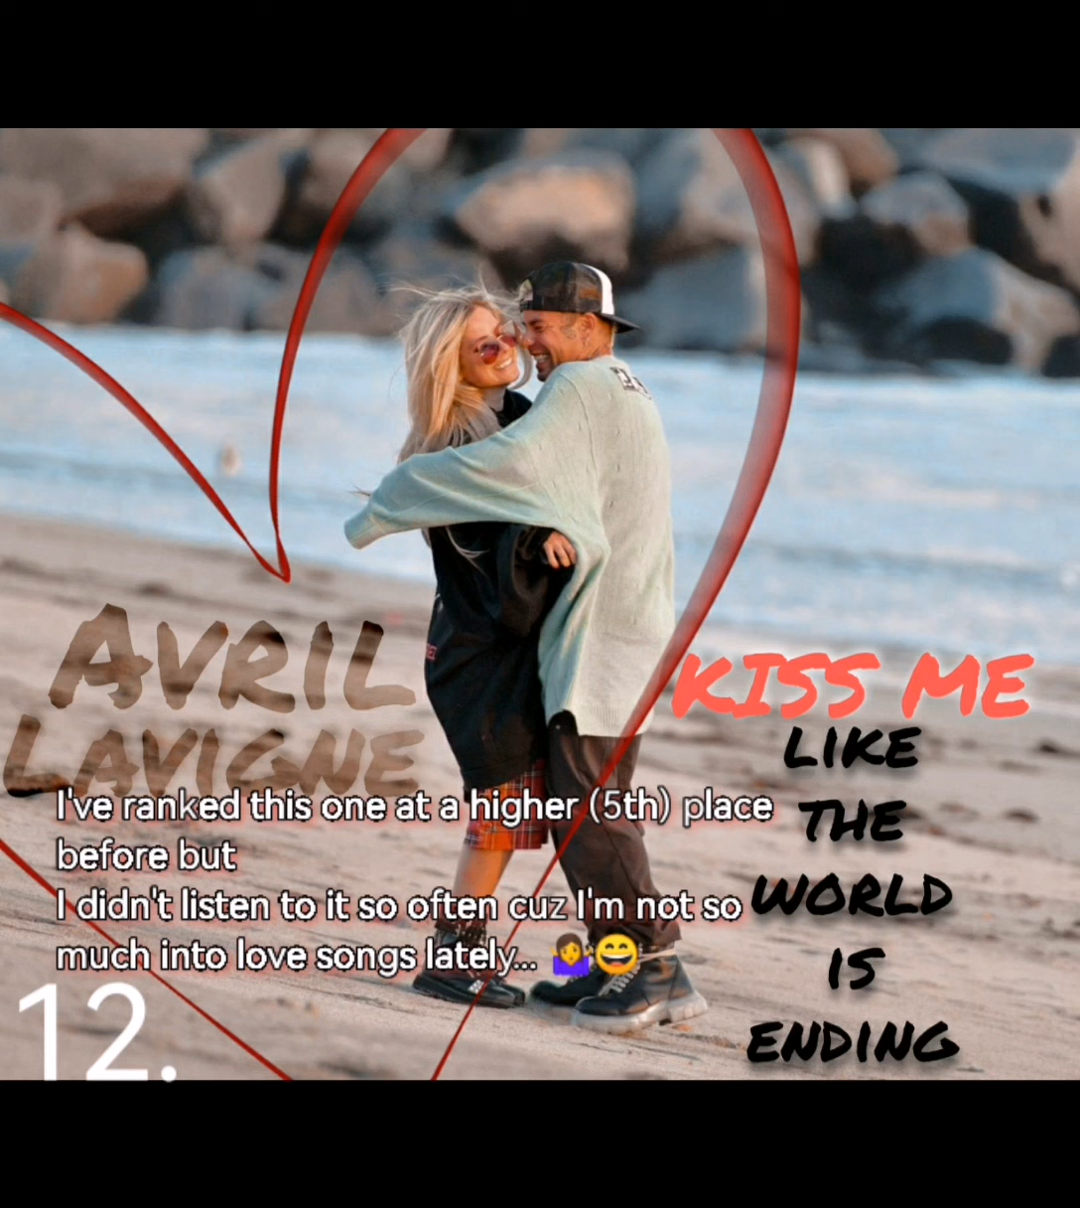 AVRIL
LAVIGNE
KISS ME
LIKE
THE
WORLD
IS
ENDING
I've ranked this one at a higher (5th) place
before but
I didn't listen to it so often cuz I'm not so
much into love songs lately... 🤷‍♀️😄
12.